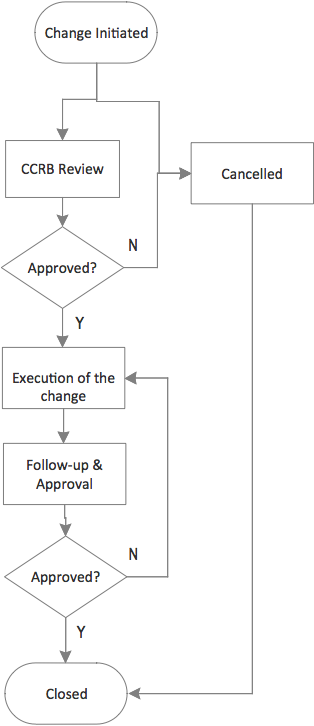 Change Initiated
CCRB Review
Cancelled
N
Approved?
Y
Execution of the
change
Follow-up &
Approval
N
Approved?
Y
Closed